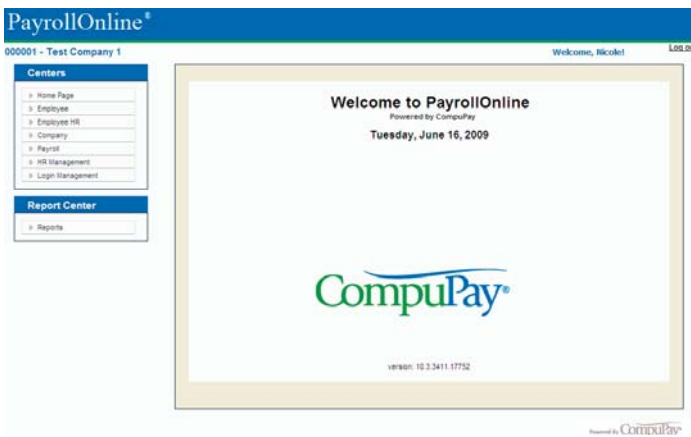 PayrollOnline®
000001 - Test Company 1
Welcome, Nicole!
Centers
Home Page
Employee
Employee HR
Company
Payroll
HR Management
Login Management
Report Center
Reports
Welcome to PayrollOnline
Powered by CompuPay
Tuesday, June 16, 2009
CompuPay®
version: 10.3.3411.17752
Powered by CompuPay